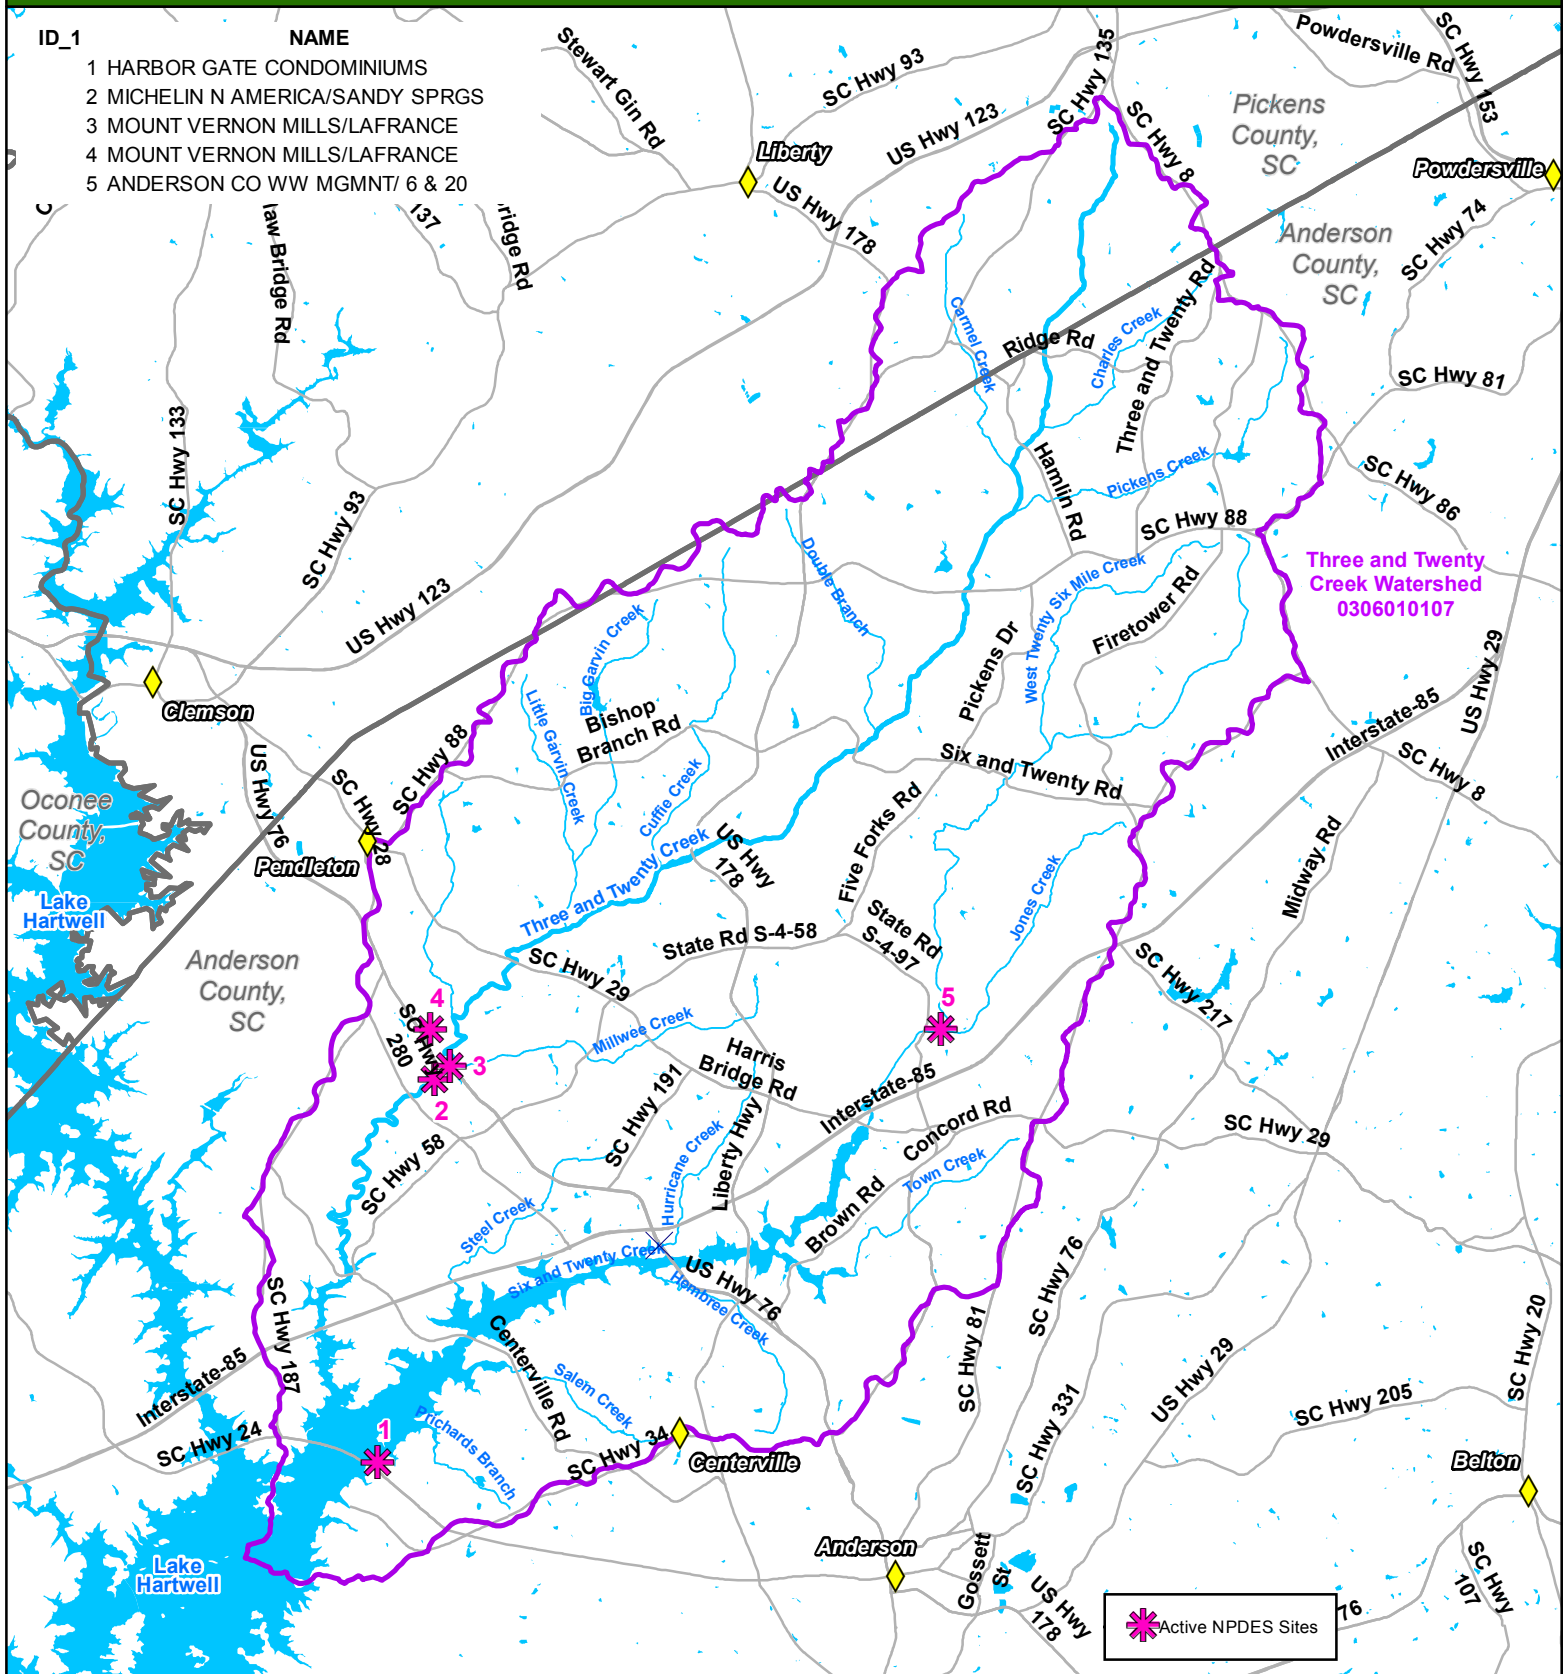 ID_1 NAME
1 HARBOR GATE CONDOMINIUMS
2 MICHELIN N AMERICA/SANDY SPRGS
3 MOUNT VERNON MILLS/LAFRANCE
4 MOUNT VERNON MILLS/LAFRANCE
5 ANDERSON CO WW MGMNT/ 6 & 20
Stewart Gin Rd
SC Hwy 93
US Hwy 123
SC Hwy 135
SC Hwy 8
Powdersville Rd
SC Hwy 153
Pickens
County,
SC
Liberty
Powdersville
US Hwy 178
137
SC Hwy 74
Anderson
County,
SC
Carmel Creek
Ridge Rd
Charles Creek
Three and Twenty Rd
SC Hwy 81
SC Hwy 133
SC Hwy 93
Hamlin Rd
Pickens Creek
SC Hwy 86
SC Hwy 88
Double Branch
US Hwy 123
West Twenty Six Mile Creek
Firetower Rd
Three and Twenty
Creek Watershed
0306010107
Big Garvin Creek
Little Garvin Creek
Bishop
Branch Rd
Pickens Dr
US Hwy 29
Clemson
US Hwy 76
SC Hwy 28
SC Hwy 88
Cuffie Creek
Six and Twenty Rd
Interstate-85
SC Hwy 8
Oconee
County,
SC
Pendleton
Three and Twenty Creek
US Hwy
178
Five Forks Rd
Midway Rd
Jones Creek
Lake
Hartwell
State Rd S-4-58
State Rd
S-4-97
SC Hwy 29
SC Hwy 217
Anderson
County,
SC
4
SC Hwy
280
3
2
5
Millwee Creek
Harris
Bridge Rd
SC Hwy 191
Interstate-85
Concord Rd
SC Hwy 29
SC Hwy 58
Hurricane Creek
Liberty Hwy
Town Creek
Brown Rd
Steel Creek
Six and Twenty Creek
US Hwy 76
Hembree Creek
SC Hwy 76
SC Hwy 187
Centerville Rd
SC Hwy 81
SC Hwy 20
Interstate-85
US Hwy 29
Salem Creek
SC Hwy 331
SC Hwy 205
SC Hwy 24
1
Prichards Branch
SC Hwy 34
Centerville
Belton
Anderson
Lake
Hartwell
Gossett
St
US Hwy
178
76
SC Hwy
107
Active NPDES Sites